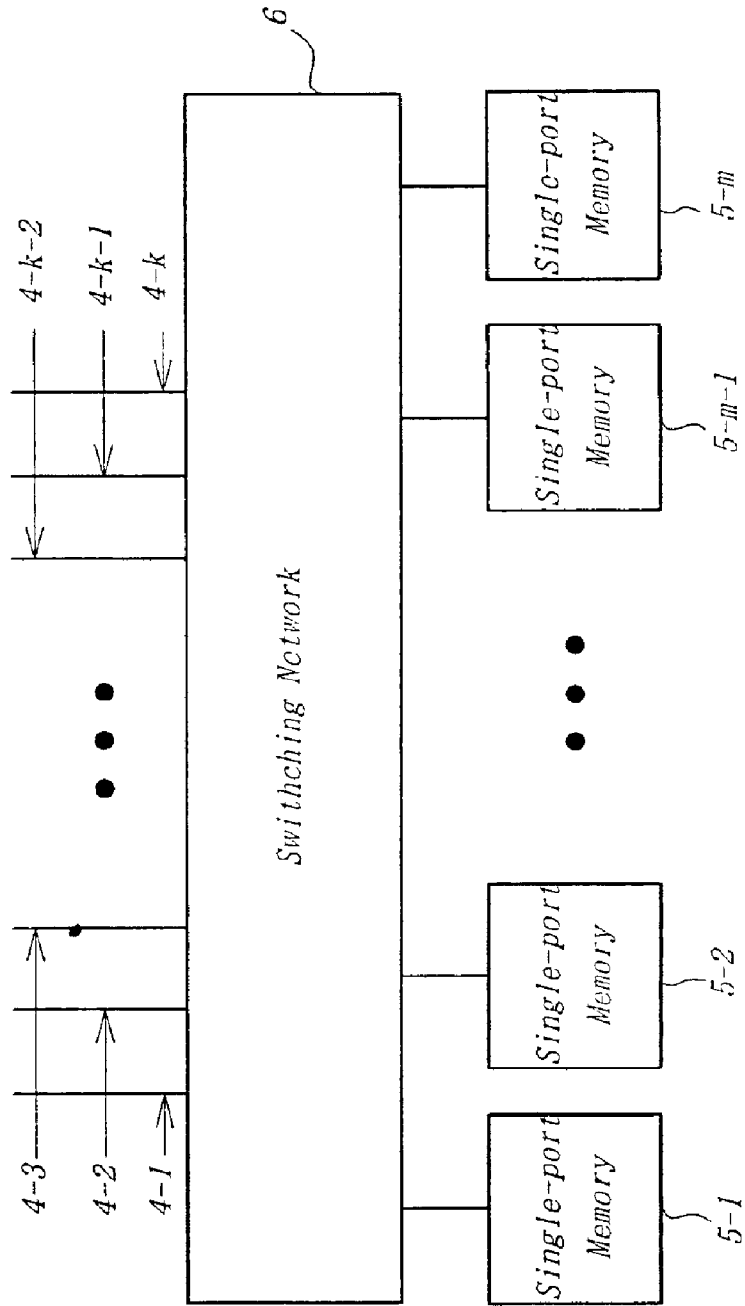 6
4-k-2
4-k-1
4-k
4-3
4-2
4-1
Swithching Network
Single-port
Memory
5-1
Single-port
Memory
5-2
Single-port
Memory
5-m-1
Single-port
Memory
5-m